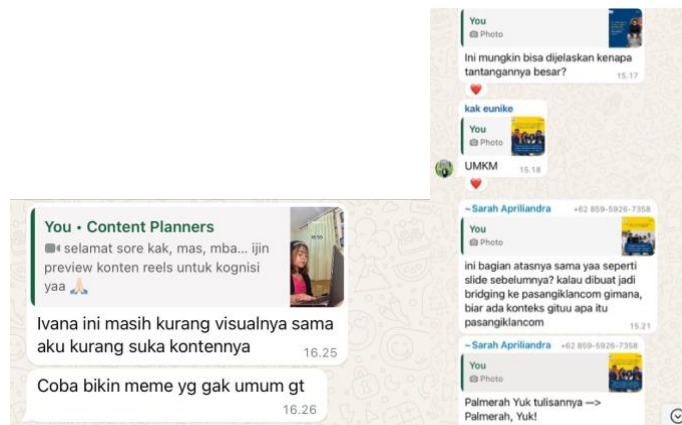 You • Content Planners
selamat sore kak, mas, mba... ijin
preview konten reels untuk kognisi
yaa 🙏🏻
Ivana ini masih kurang visualnya sama
aku kurang suka kontennya
16.25
Coba bikin meme yg gak umum gt
16.26
You
Photo
Ini mungkin bisa dijelaskan kenapa
tantangannya besar?
15.17
❤️
kak eunike
You
Photo
UMKM
15.18
❤️
~Sarah Apriliandra +62 859-5926-7358
You
Photo
ini bagian atasnya sama yaa seperti
slide sebelumnya? kalau dibuat jadi
bridging ke pasangiklancom gimana,
biar ada konteks gituu apa itu
pasangiklancom
15.21
~Sarah Apriliandra +62 859-5926-7358
You
Photo
Palmerah Yuk tulisannya —>
Palmerah, Yuk!